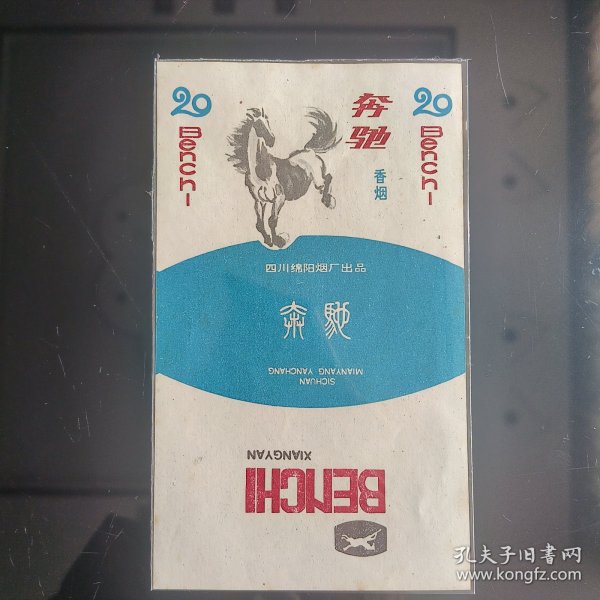 20
Benchi
奔驰
香烟
20
Benchi
四川绵阳烟厂出品
奔馳
SICHUAN
MIANYANG YANCHANG
BENCHI
XIANGYAN
孔夫子旧书网
www.kongfz.com